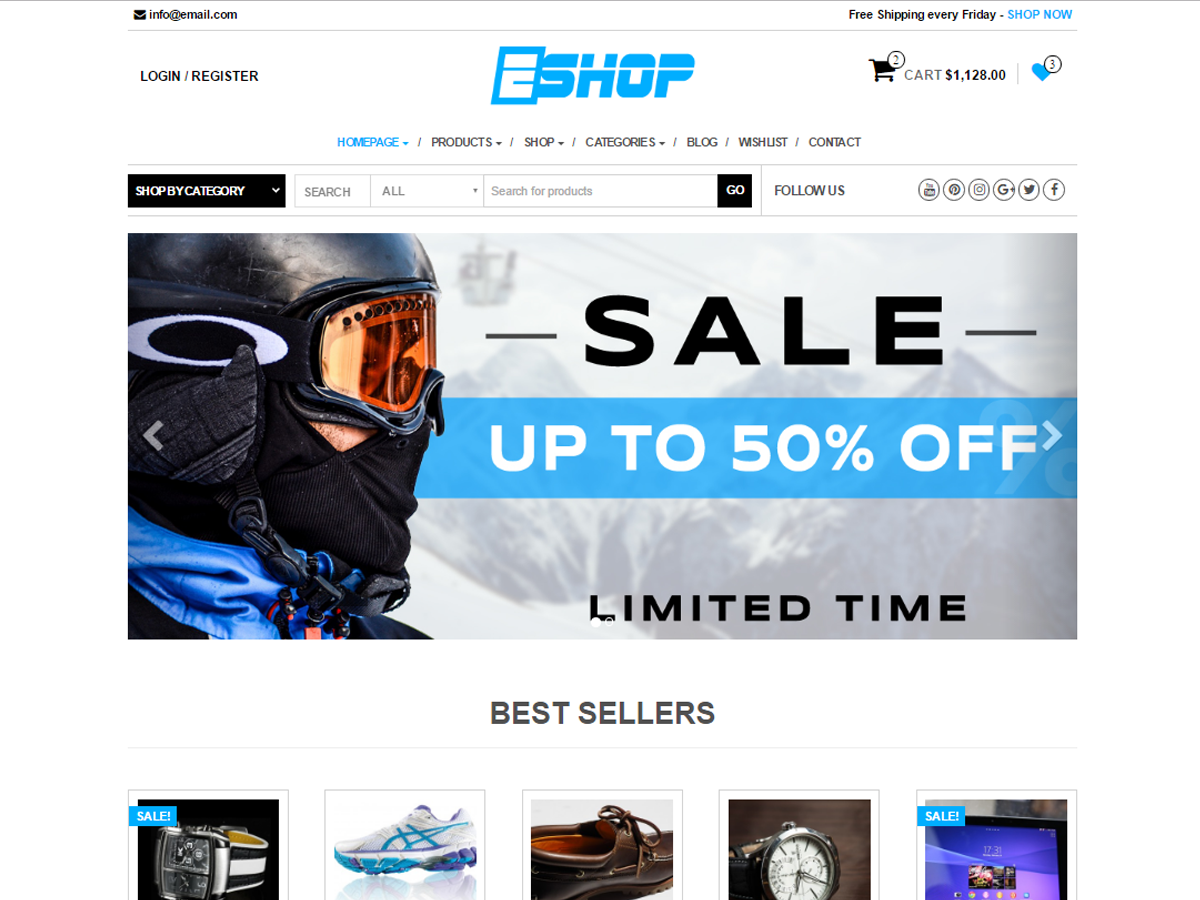 info@email.com
Free Shipping every Friday - SHOP NOW
LOGIN / REGISTER
ESHOP
2
CART $1,128.00
3
HOMEPAGE / PRODUCTS / SHOP / CATEGORIES / BLOG / WISHLIST / CONTACT
SHOP BY CATEGORY
SEARCH
ALL
Search for products
GO
FOLLOW US
SALE
UP TO 50% OFF
%
LIMITED TIME
BEST SELLERS
SALE!
SALE!
17:31